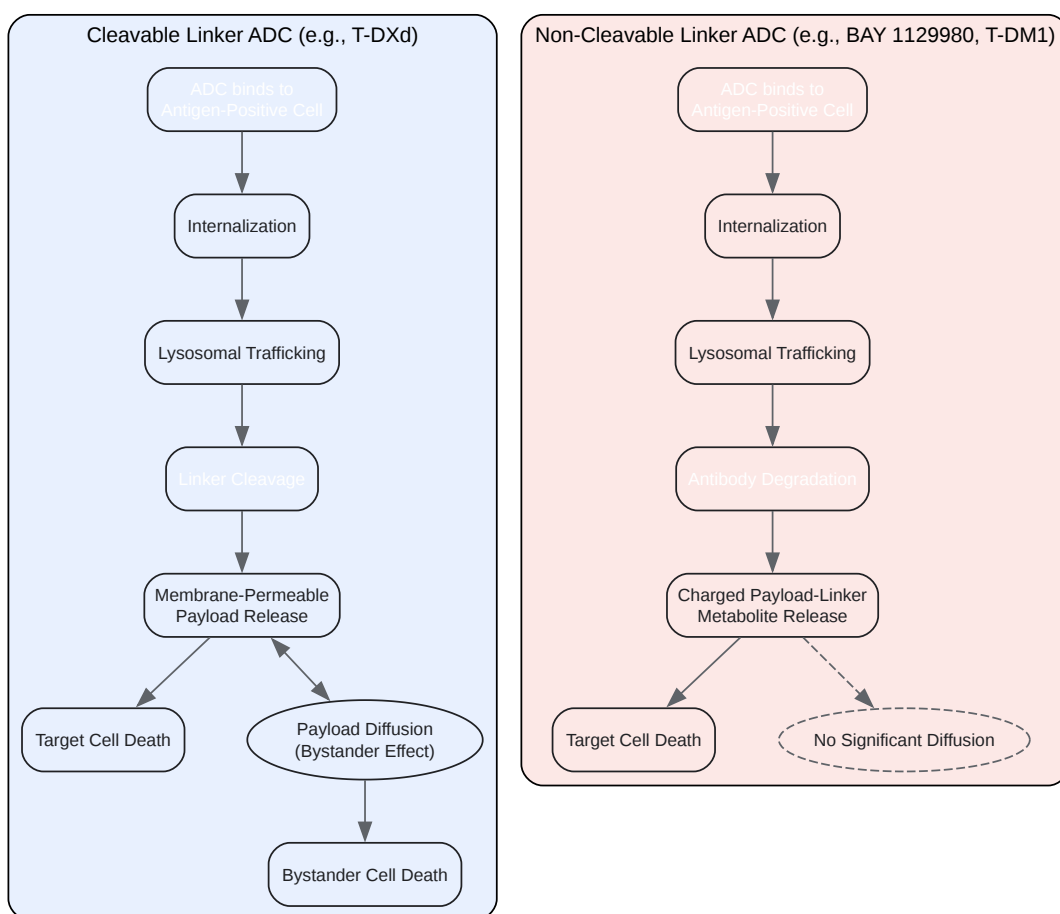 Cleavable Linker ADC (e.g., T-DXd)
ADC binds to
Antigen-Positive Cell
Internalization
Lysosomal Trafficking
Linker Cleavage
Membrane-Permeable
Payload Release
Target Cell Death
Payload Diffusion
(Bystander Effect)
Bystander Cell Death
Non-Cleavable Linker ADC (e.g., BAY 1129980, T-DM1)
ADC binds to
Antigen-Positive Cell
Internalization
Lysosomal Trafficking
Antibody Degradation
Charged Payload-Linker
Metabolite Release
Target Cell Death
No Significant Diffusion